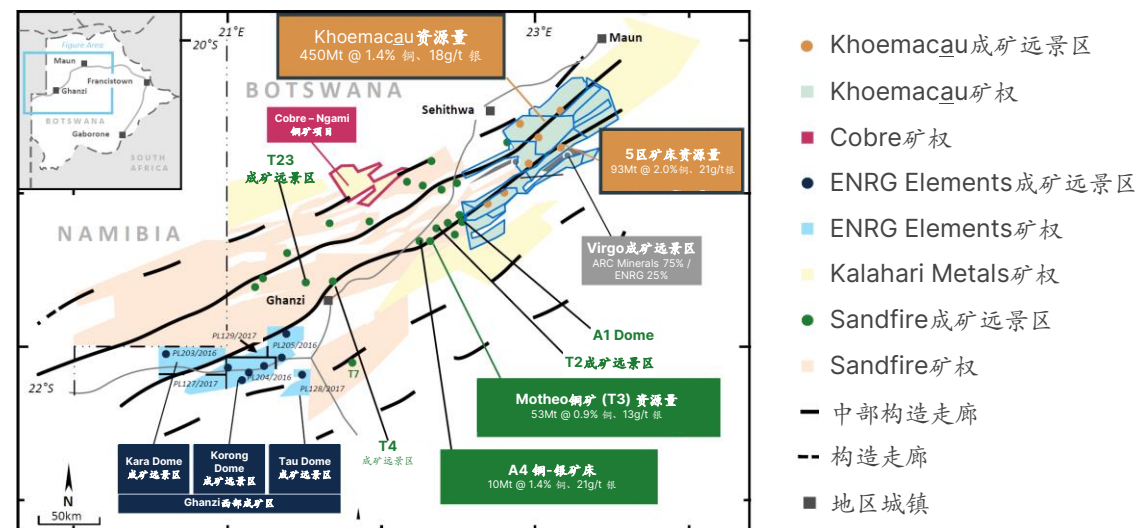 21°E
23°E
20°S
Figure Area
Maun
Francistown
Ghanzi
BOTSWANA
Gaborone
SOUTH
AFRICA
Khoemacau资源量
450Mt @ 1.4% 铜、18g/t 银
Maun
BOTSWANA
Sehithwa
Cobre – Ngami
铜矿项目
T23
成矿远景区
5区矿床资源量
93Mt @ 2.0%铜、21g/t银
NAMIBIA
Virgo成矿远景区
ARC Minerals 75% /
ENRG 25%
Ghanzi
A1 Dome
T2成矿远景区
PL129/2017
PL203/2016
PL205/2016
PL127/2017
PL204/2016
PL128/2017
T7
22°S
Motheo铜矿 (T3) 资源量
53Mt @ 0.9% 铜、13g/t 银
T4
成矿远景区
A4 铜-银矿床
10Mt @ 1.4% 铜、21g/t 银
Kara Dome
成矿远景区
Korong
Dome
成矿远景区
Tau Dome
成矿远景区
Ghanzi西部成矿区
N
50km
Khoemacau成矿远景区
Khoemacau矿权
Cobre矿权
ENRG Elements成矿远景区
ENRG Elements矿权
Kalahari Metals矿权
Sandfire成矿远景区
Sandfire矿权
中部构造走廊
构造走廊
地区城镇